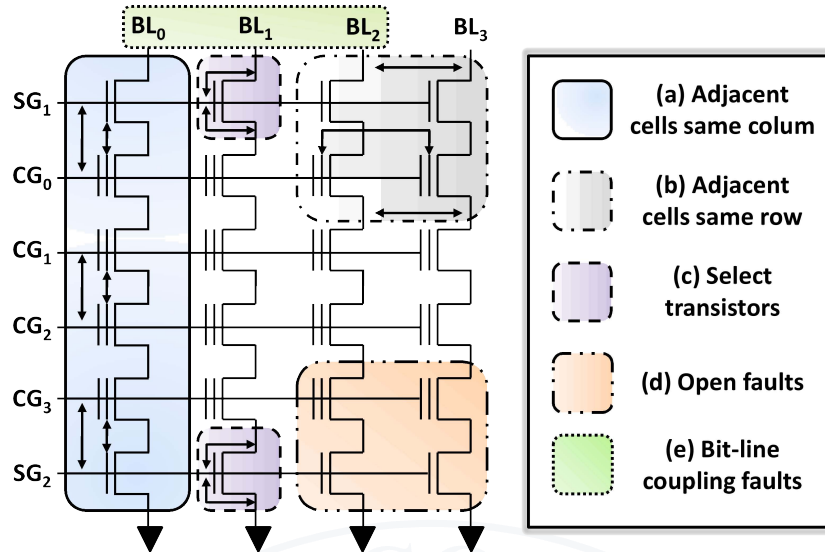 BL0 BL1 BL2 BL3
SG1
CG0
CG1
CG2
CG3
SG2
(a) Adjacent
cells same colum
(b) Adjacent
cells same row
(c) Select
transistors
(d) Open faults
(e) Bit-line
coupling faults